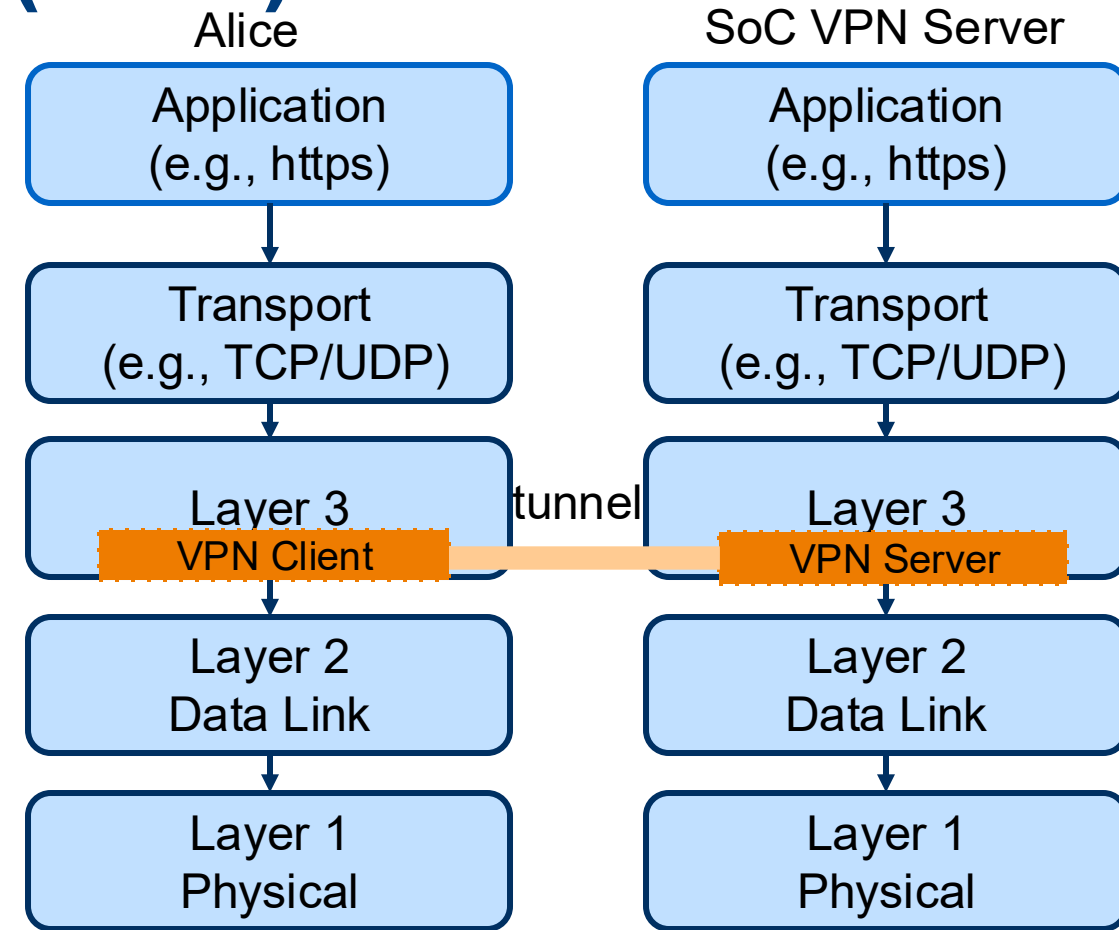 Alice
Application
(e.g., https)
Transport
(e.g., TCP/UDP)
Layer 3
VPN Client
Layer 2
Data Link
Layer 1
Physical
tunnel
SoC VPN Server
Application
(e.g., https)
Transport
(e.g., TCP/UDP)
Layer 3
VPN Server
Layer 2
Data Link
Layer 1
Physical